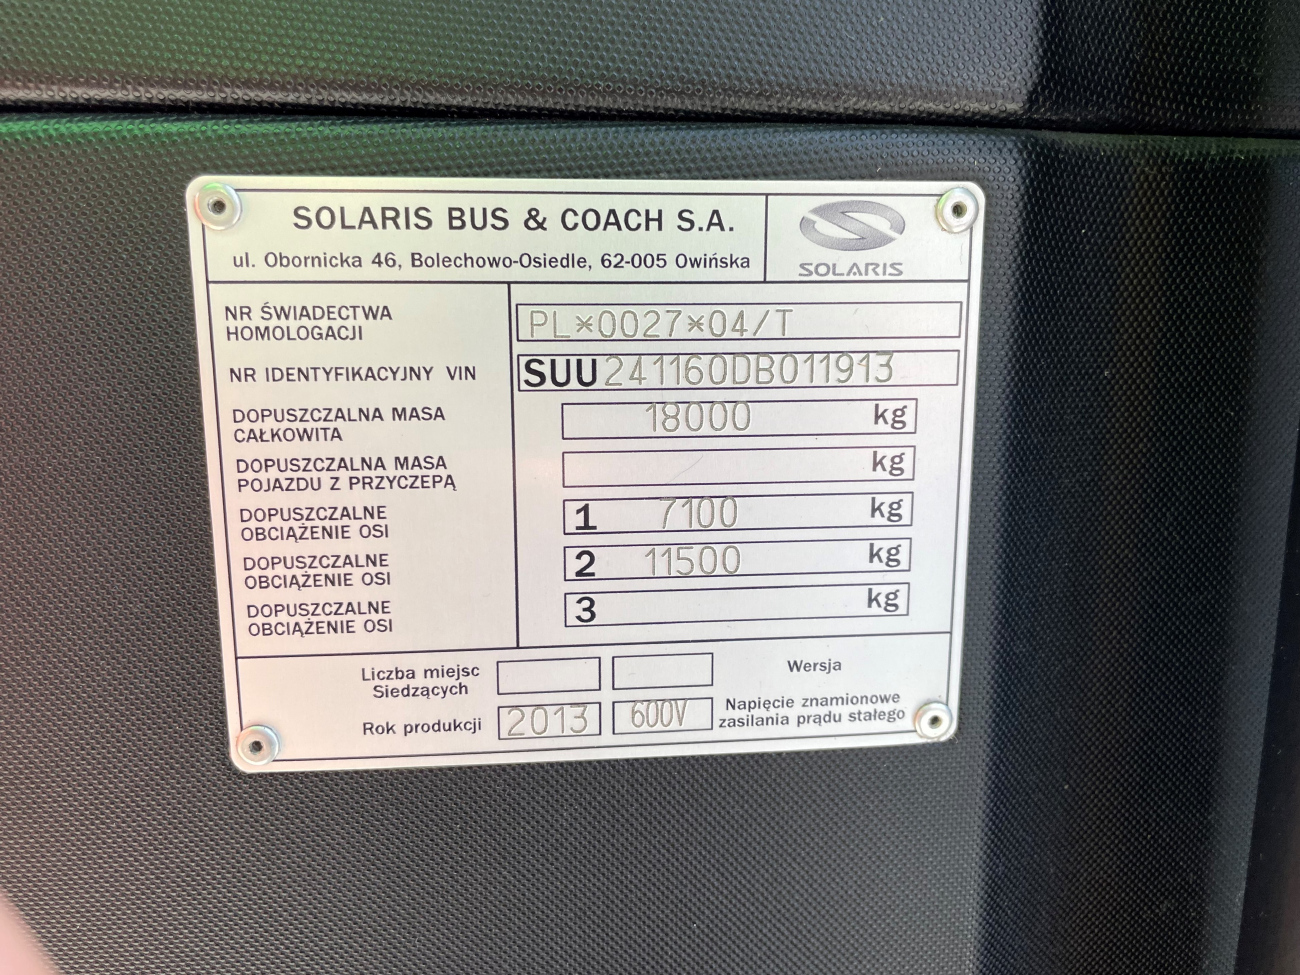 SOLARIS BUS & COACH S.A.
ul. Obornicka 46, Bolechowo-Osiedle, 62-005 Owińska
SOLARIS
NR ŚWIADECTWA
HOMOLOGACJI
PL*0027*04/T
NR IDENTYFIKACYJNY VIN
SUU241160DB011913
DOPUSZCZALNA MASA
CAŁKOWITA
18000 kg
DOPUSZCZALNA MASA
POJAZDU Z PRZYCZEPĄ
kg
DOPUSZCZALNE
OBCIĄŻENIE OSI
1 7100 kg
DOPUSZCZALNE
OBCIĄŻENIE OSI
2 11500 kg
DOPUSZCZALNE
OBCIĄŻENIE OSI
3 kg
Liczba miejsc
Siedzących
Wersja
Rok produkcji
2013
600V
Napięcie znamionowe
zasilania prądu stałego